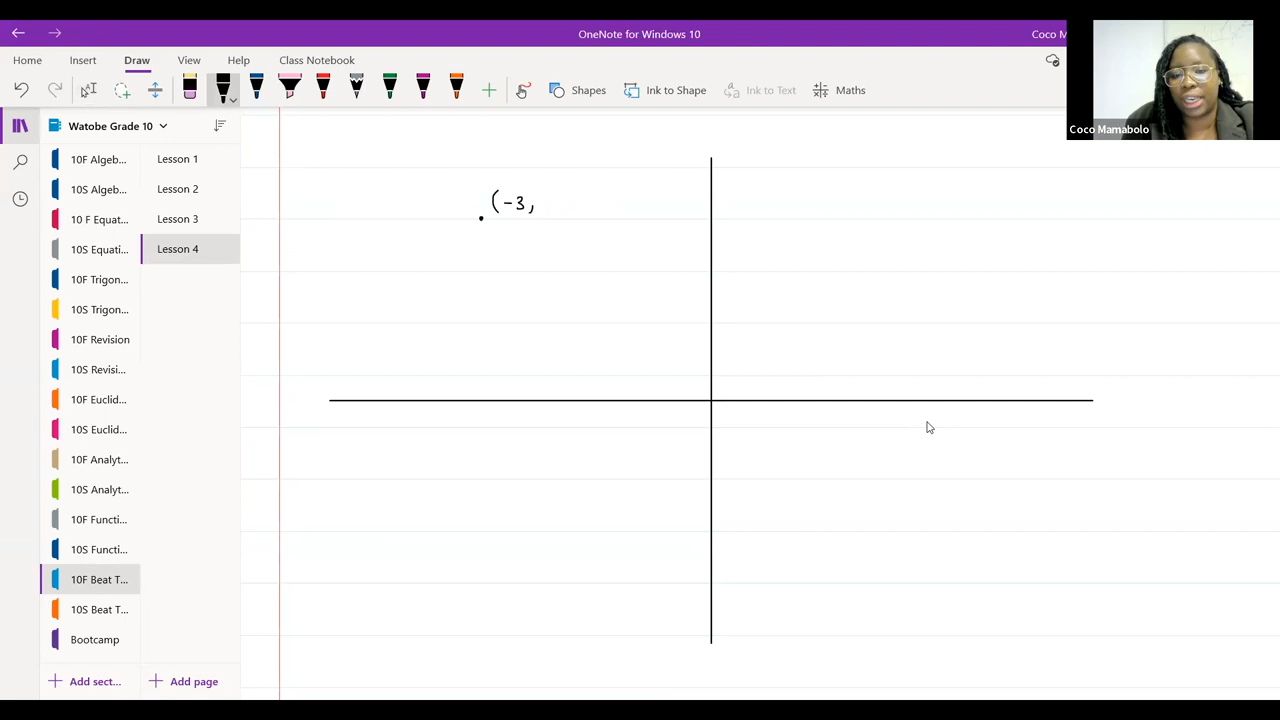 OneNote for Windows 10
Coco M
Home Insert Draw View Help Class Notebook
Shapes Ink to Shape Ink to Text Maths
Coco Mamabolo
Watobe Grade 10
10F Algeb...
10S Algeb...
10 F Equat...
10S Equati...
10F Trigon...
10S Trigon...
10F Revision
10S Revisi...
10F Euclid...
10S Euclid...
10F Analyt...
10S Analyt...
10F Functi...
10S Functi...
10F Beat T...
10S Beat T...
Bootcamp
Add sect...
Lesson 1
Lesson 2
Lesson 3
Lesson 4
Add page
(-3,